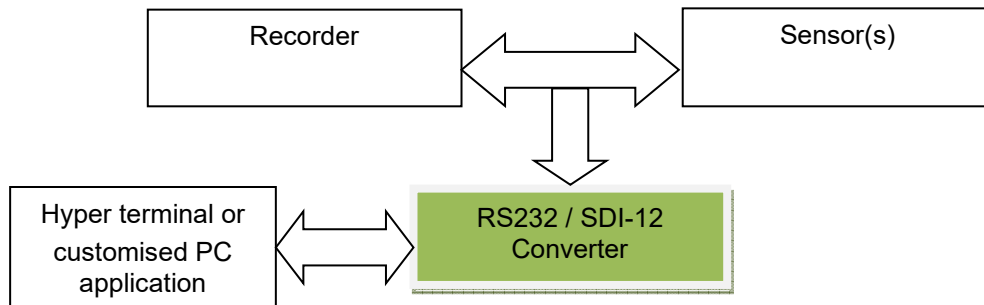 Recorder
Sensor(s)
Hyper terminal or
customised PC
application
RS232 / SDI-12
Converter